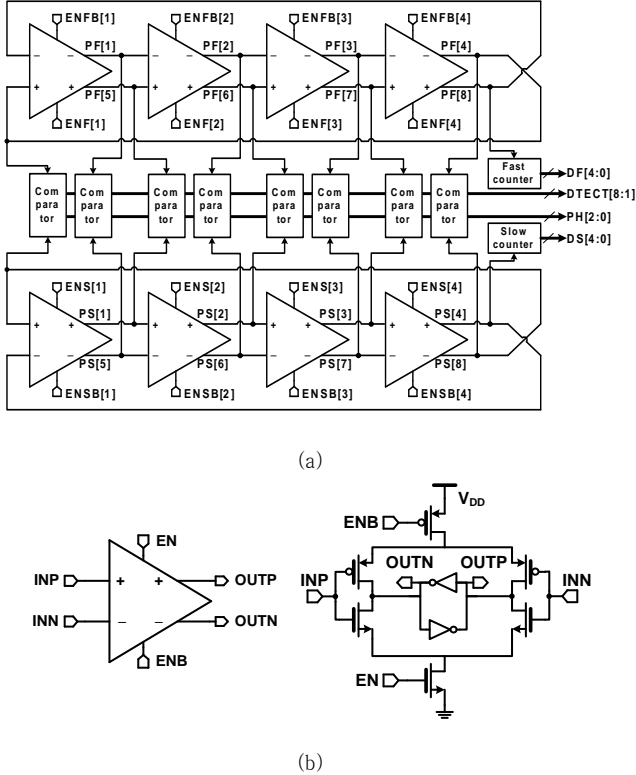 ENFB[1] ENFB[2] ENFB[3] ENFB[4]
PF[1] PF[2] PF[3] PF[4]
− − − − − − − −
+ + + + + + + +
PF[5] PF[6] PF[7] PF[8]
ENF[1] ENF[2] ENF[3] ENF[4]
Com para tor
Com para tor
Com para tor
Com para tor
Com para tor
Com para tor
Com para tor
Com para tor
Fast counter
DF[4:0]
DTECT[8:1]
PH[2:0]
Slow counter
DS[4:0]
ENS[1] ENS[2] ENS[3] ENS[4]
PS[1] PS[2] PS[3] PS[4]
+ + + + + + + +
− − − − − − − −
PS[5] PS[6] PS[7] PS[8]
ENSB[1] ENSB[2] ENSB[3] ENSB[4]
(a)
EN
INP + + OUTP
INN − − OUTN
ENB
VDD
ENB
OUTN OUTP
INP INN
EN
(b)